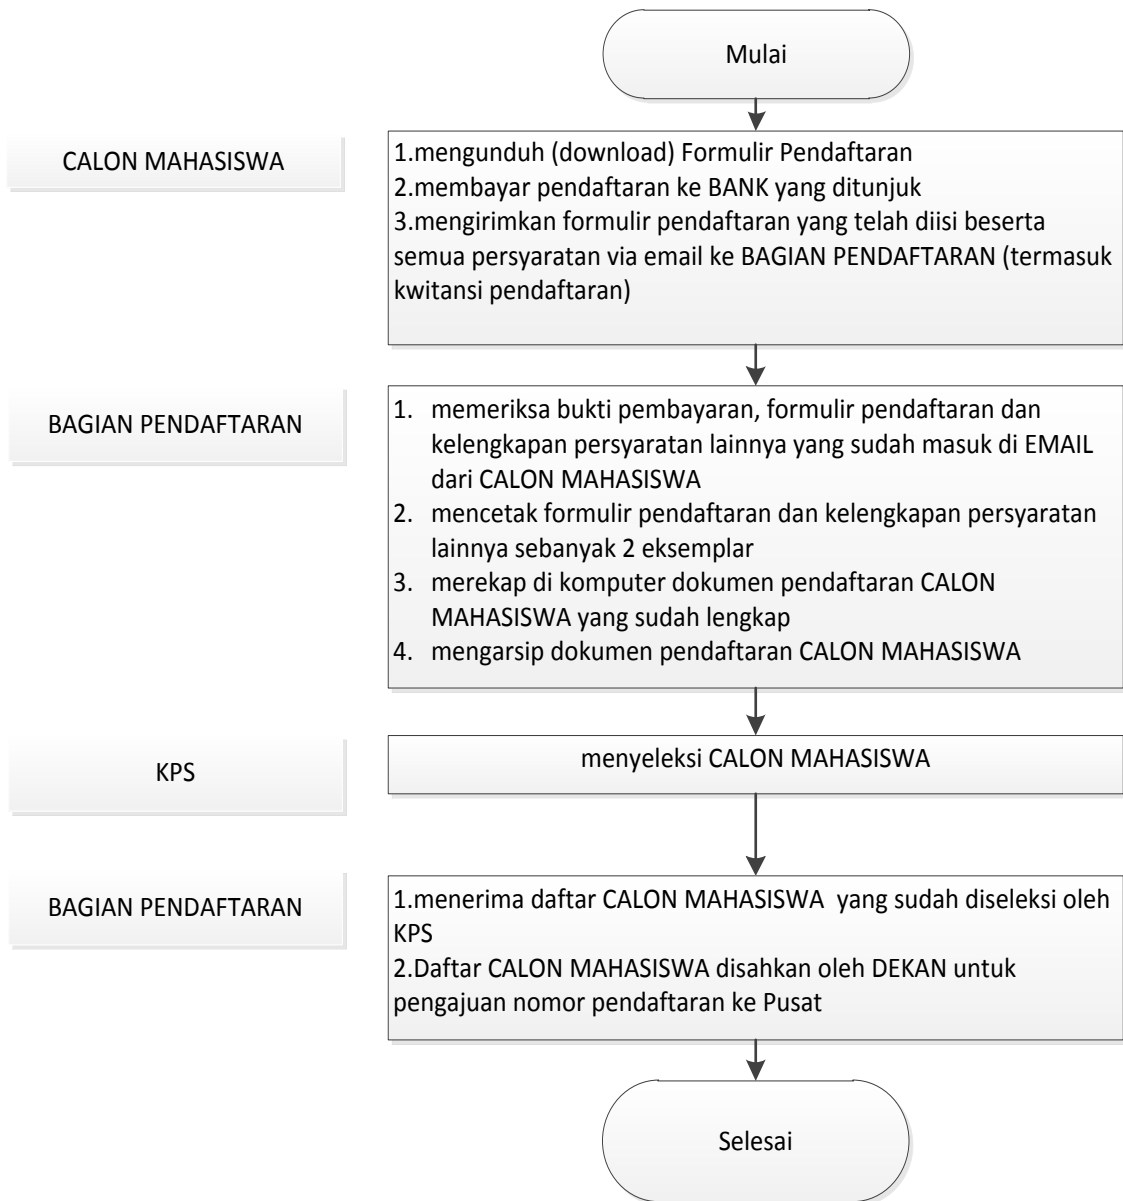 Mulai
CALON MAHASISWA
1.mengunduh (download) Formulir Pendaftaran
2.membayar pendaftaran ke BANK yang ditunjuk
3.mengirimkan formulir pendaftaran yang telah diisi beserta
semua persyaratan via email ke BAGIAN PENDAFTARAN (termasuk
kwitansi pendaftaran)
BAGIAN PENDAFTARAN
1. memeriksa bukti pembayaran, formulir pendaftaran dan
kelengkapan persyaratan lainnya yang sudah masuk di EMAIL
dari CALON MAHASISWA
2. mencetak formulir pendaftaran dan kelengkapan persyaratan
lainnya sebanyak 2 eksemplar
3. merekap di komputer dokumen pendaftaran CALON
MAHASISWA yang sudah lengkap
4. mengarsip dokumen pendaftaran CALON MAHASISWA
KPS
menyeleksi CALON MAHASISWA
BAGIAN PENDAFTARAN
1.menerima daftar CALON MAHASISWA  yang sudah diseleksi oleh
KPS
2.Daftar CALON MAHASISWA disahkan oleh DEKAN untuk
pengajuan nomor pendaftaran ke Pusat
Selesai